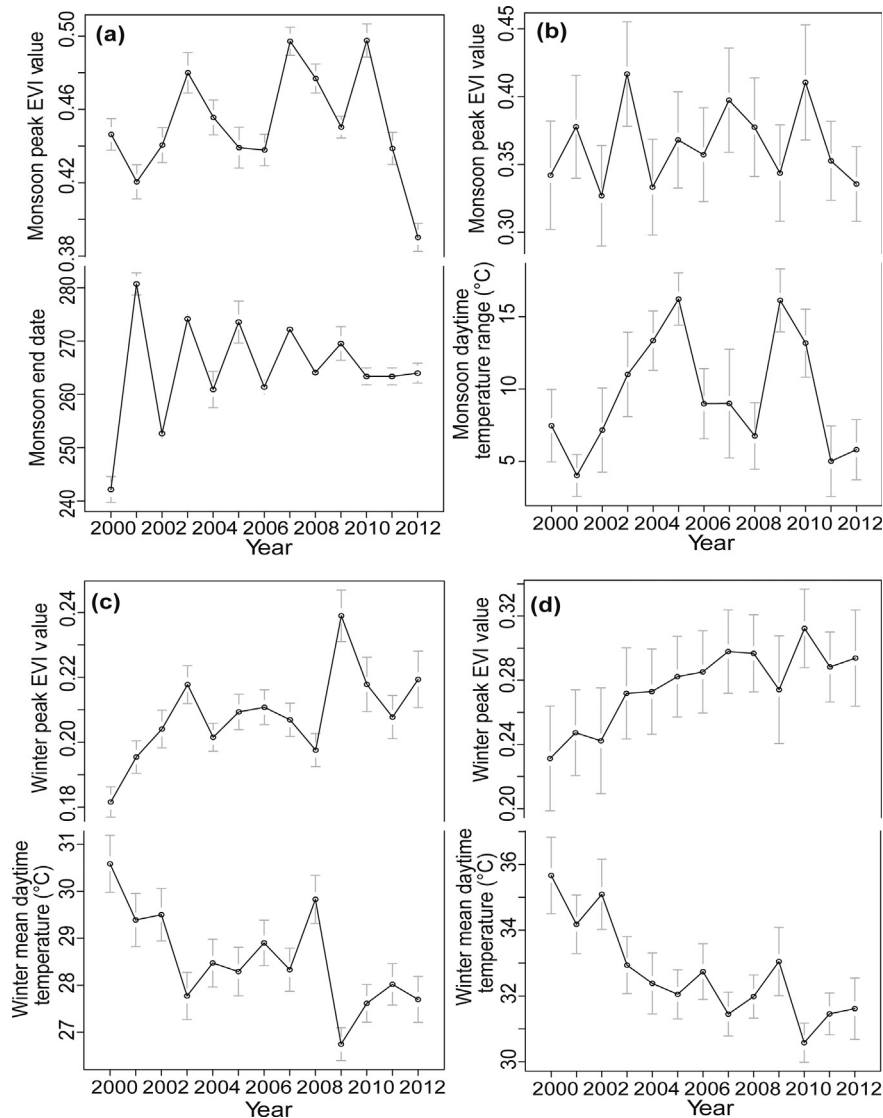 (a)
Monsoon peak EVI value
0.50
0.46
0.42
0.38
Monsoon end date
280
270
260
250
240
2000 2002 2004 2006 2008 2010 2012
Year
(b)
Monsoon peak EVI value
0.45
0.40
0.35
0.30
Monsoon daytime
temperature range (°C)
15
10
5
2000 2002 2004 2006 2008 2010 2012
Year
(c)
Winter peak EVI value
0.24
0.22
0.20
0.18
Winter mean daytime
temperature (°C)
31
30
29
28
27
2000 2002 2004 2006 2008 2010 2012
Year
(d)
Winter peak EVI value
0.32
0.28
0.24
0.20
Winter mean daytime
temperature (°C)
36
34
32
30
2000 2002 2004 2006 2008 2010 2012
Year